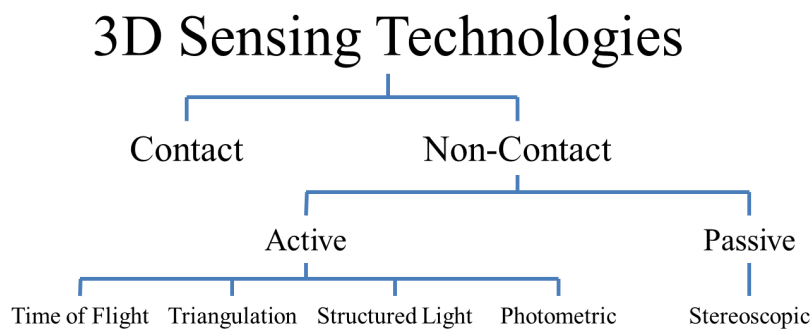 3D Sensing Technologies
Contact Non-Contact
Active Passive
Time of Flight Triangulation Structured Light Photometric Stereoscopic